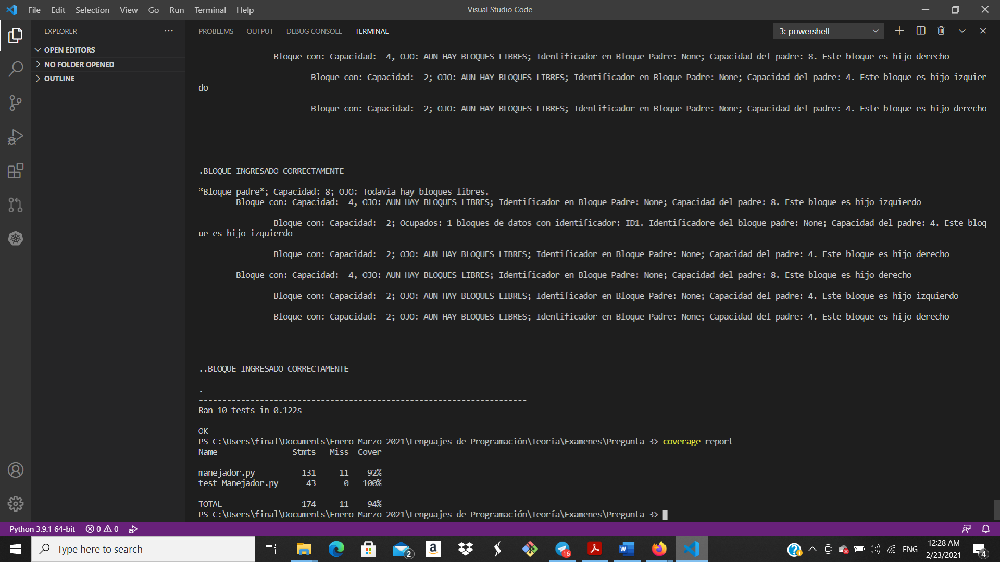 File Edit Selection View Go Run Terminal Help
Visual Studio Code
EXPLORER
OPEN EDITORS
NO FOLDER OPENED
OUTLINE
PROBLEMS OUTPUT DEBUG CONSOLE TERMINAL
3: powershell
Bloque con: Capacidad:  4, OJO: AUN HAY BLOQUES LIBRES; Identificador en Bloque Padre: None; Capacidad del padre: 8. Este bloque es hijo derecho
Bloque con: Capacidad:  2; OJO: AUN HAY BLOQUES LIBRES; Identificador en Bloque Padre: None; Capacidad del padre: 4. Este bloque es hijo izquier
do
Bloque con: Capacidad:  2; OJO: AUN HAY BLOQUES LIBRES; Identificador en Bloque Padre: None; Capacidad del padre: 4. Este bloque es hijo derecho
.BLOQUE INGRESADO CORRECTAMENTE
*Bloque padre*; Capacidad: 8; OJO: Todavia hay bloques libres.
Bloque con: Capacidad:  4, OJO: AUN HAY BLOQUES LIBRES; Identificador en Bloque Padre: None; Capacidad del padre: 8. Este bloque es hijo izquierdo
Bloque con: Capacidad:  2; Ocupados: 1 bloques de datos con identificador: ID1. Identificadore del bloque padre: None; Capacidad del padre: 4. Este bloq
ue es hijo izquierdo
Bloque con: Capacidad:  2; OJO: AUN HAY BLOQUES LIBRES; Identificador en Bloque Padre: None; Capacidad del padre: 4. Este bloque es hijo derecho
Bloque con: Capacidad:  4, OJO: AUN HAY BLOQUES LIBRES; Identificador en Bloque Padre: None; Capacidad del padre: 8. Este bloque es hijo derecho
Bloque con: Capacidad:  2; OJO: AUN HAY BLOQUES LIBRES; Identificador en Bloque Padre: None; Capacidad del padre: 4. Este bloque es hijo izquierdo
Bloque con: Capacidad:  2; OJO: AUN HAY BLOQUES LIBRES; Identificador en Bloque Padre: None; Capacidad del padre: 4. Este bloque es hijo derecho
..BLOQUE INGRESADO CORRECTAMENTE
.
----------------------------------------------------------------------
Ran 10 tests in 0.122s
OK
PS C:\Users\final\Documents\Enero-Marzo 2021\Lenguajes de Programación\Teoría\Examenes\Pregunta 3> coverage report
Name                Stmts   Miss  Cover
---------------------------------------
manejador.py          131     11    92%
test_Manejador.py      43      0   100%
---------------------------------------
TOTAL                 174     11    94%
PS C:\Users\final\Documents\Enero-Marzo 2021\Lenguajes de Programación\Teoría\Examenes\Pregunta 3>
Python 3.9.1 64-bit 0 0
Type here to search
2
16
ENG
12:28 AM
2/23/2021
4